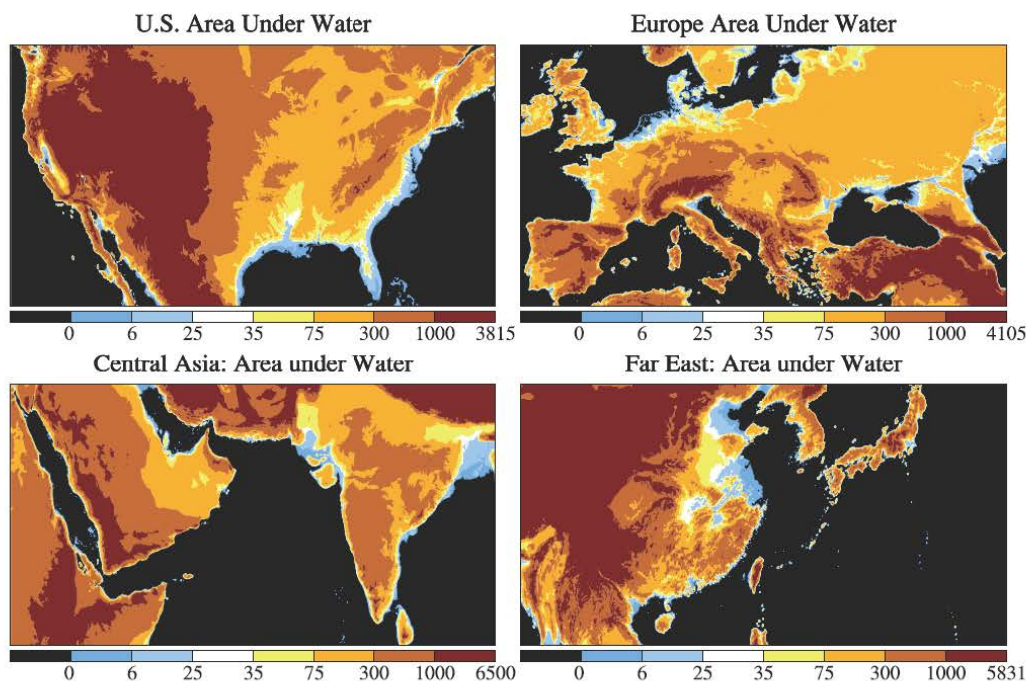 U.S. Area Under Water
Europe Area Under Water
0 6 25 35 75 300 1000 3815
0 6 25 35 75 300 1000 4105
Central Asia: Area under Water
Far East: Area under Water
0 6 25 35 75 300 1000 6500
0 6 25 35 75 300 1000 5831